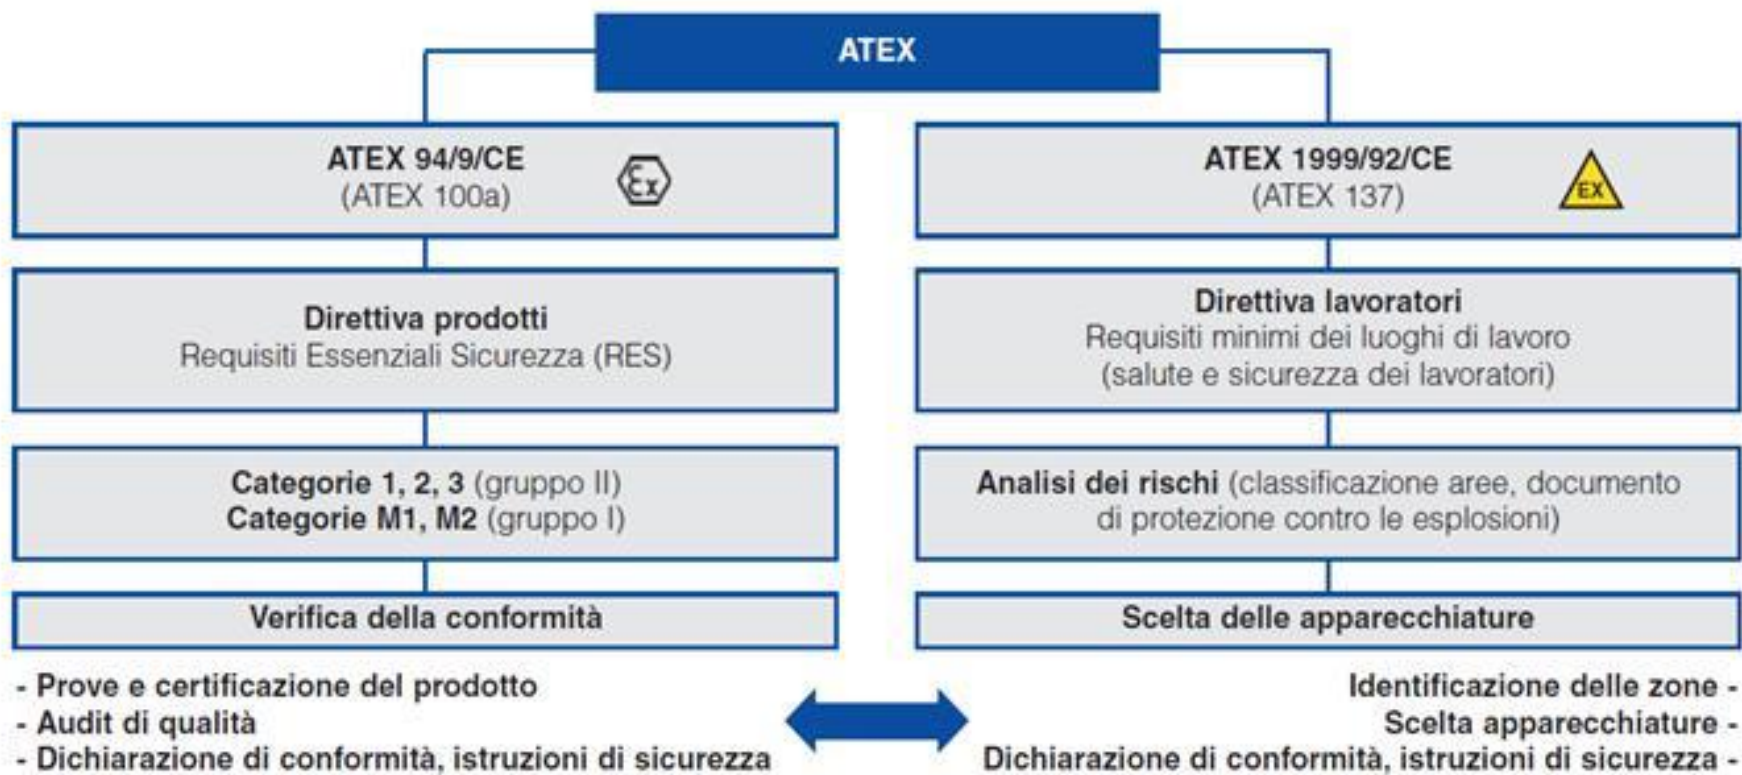 ATEX
ATEX 94/9/CE
(ATEX 100a)
Ex
Direttiva prodotti
Requisiti Essenziali Sicurezza (RES)
Categorie 1, 2, 3 (gruppo II)
Categorie M1, M2 (gruppo I)
Verifica della conformità
- Prove e certificazione del prodotto
- Audit di qualità
- Dichiarazione di conformità, istruzioni di sicurezza
ATEX 1999/92/CE
(ATEX 137)
EX
Direttiva lavoratori
Requisiti minimi dei luoghi di lavoro
(salute e sicurezza dei lavoratori)
Analisi dei rischi (classificazione aree, documento
di protezione contro le esplosioni)
Scelta delle apparecchiature
Identificazione delle zone -
Scelta apparecchiature -
Dichiarazione di conformità, istruzioni di sicurezza -